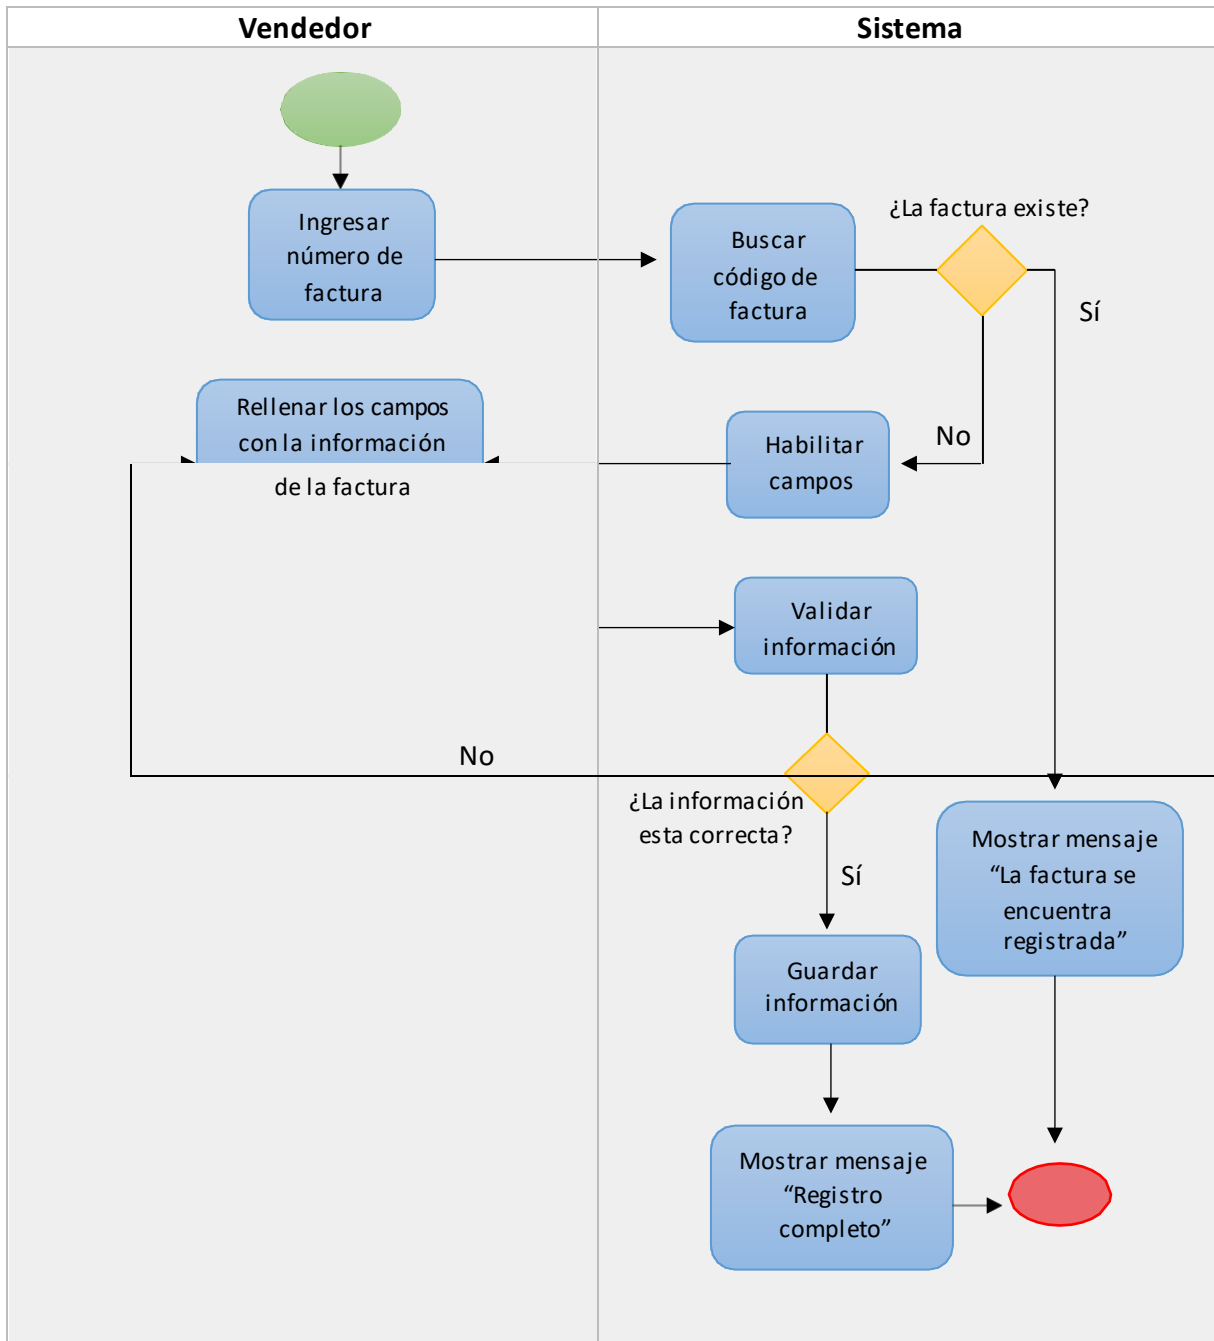 Vendedor
Sistema
Ingresar
número de
factura
Buscar
código de
factura
¿La factura existe?
Sí
No
Habilitar
campos
Rellenar los campos
con la información
de la factura
Validar
información
No
¿La información
esta correcta?
Sí
Mostrar mensaje
“La factura se
encuentra
registrada”
Guardar
información
Mostrar mensaje
“Registro
completo”